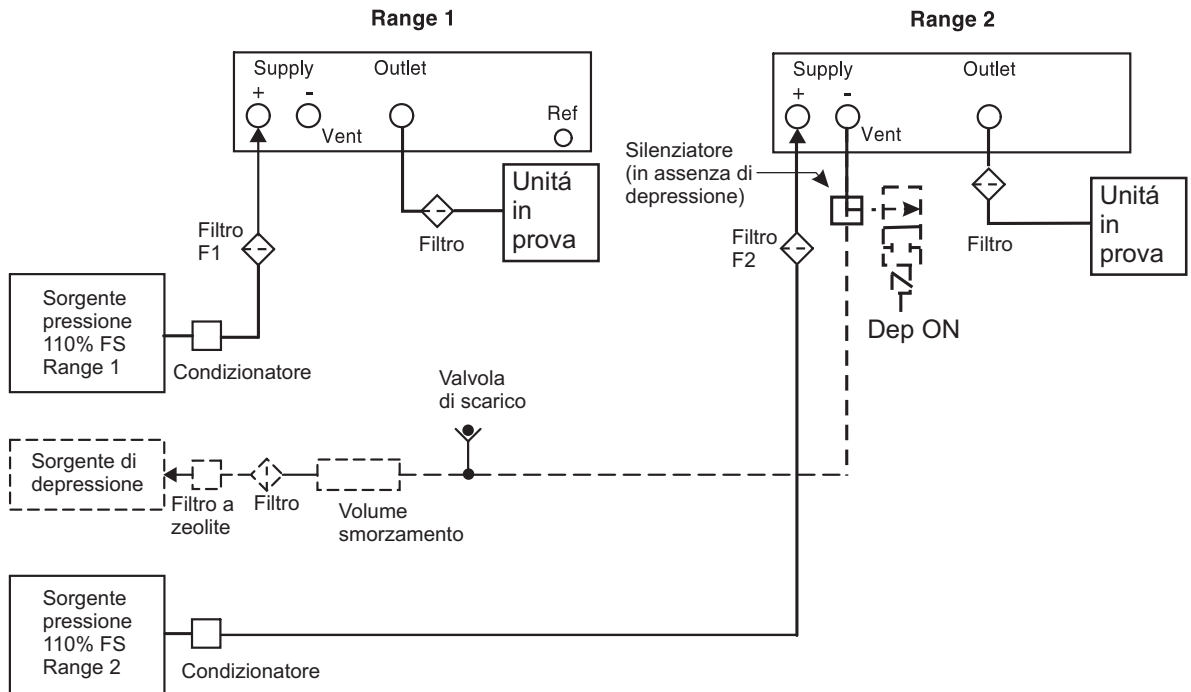 Range 1
Range 2
Supply
Outlet
+
-
Vent
Ref
Supply
Outlet
+
-
Vent
Silenziatore
(in assenza di
depressione)
Unitá
in
prova
Filtro
F1
Filtro
Filtro
F2
Filtro
Unitá
in
prova
Dep ON
Sorgente
pressione
110% FS
Range 1
Condizionatore
Valvola
di scarico
Sorgente di
depressione
Filtro a
zeolite
Filtro
Volume
smorzamento
Sorgente
pressione
110% FS
Range 2
Condizionatore